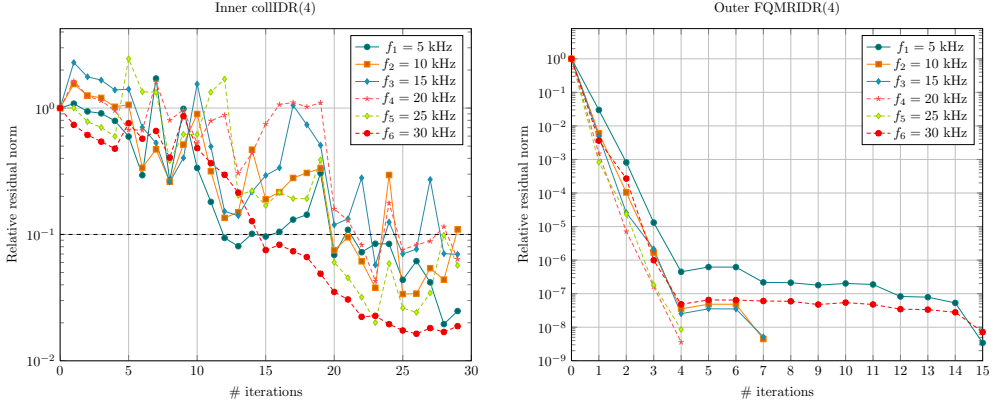 Inner collIDR(4)
f₁ = 5 kHz
f₂ = 10 kHz
f₃ = 15 kHz
f₄ = 20 kHz
f₅ = 25 kHz
f₆ = 30 kHz
10⁰
10⁻¹
10⁻²
Relative residual norm
0 5 10 15 20 25 30
# iterations
Outer FQMRIDR(4)
f₁ = 5 kHz
f₂ = 10 kHz
f₃ = 15 kHz
f₄ = 20 kHz
f₅ = 25 kHz
f₆ = 30 kHz
10⁰
10⁻¹
10⁻²
10⁻³
10⁻⁴
10⁻⁵
10⁻⁶
10⁻⁷
10⁻⁸
10⁻⁹
Relative residual norm
0 1 2 3 4 5 6 7 8 9 10 11 12 13 14 15
# iterations